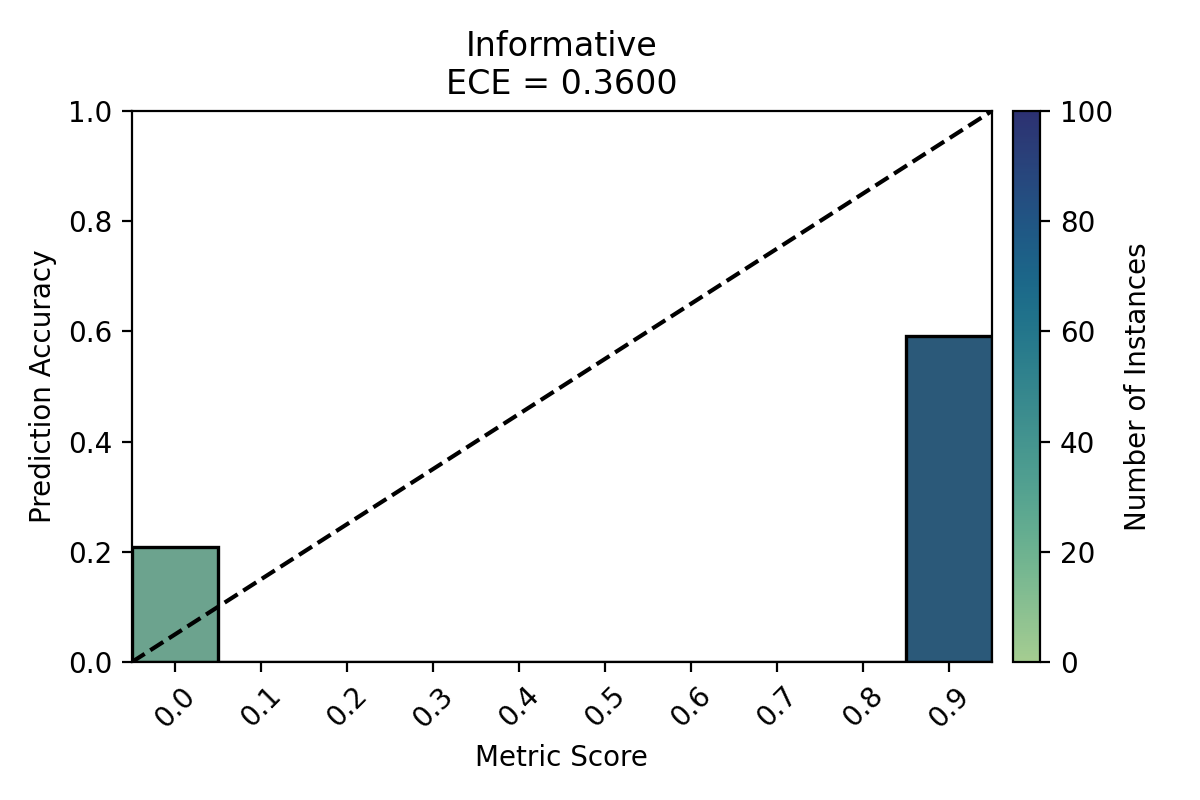 Informative
ECE = 0.3600
1.0
0.8
0.6
0.4
0.2
0.0
Prediction Accuracy
0.0 0.1 0.2 0.3 0.4 0.5 0.6 0.7 0.8 0.9
Metric Score
100
80
60
40
20
0
Number of Instances